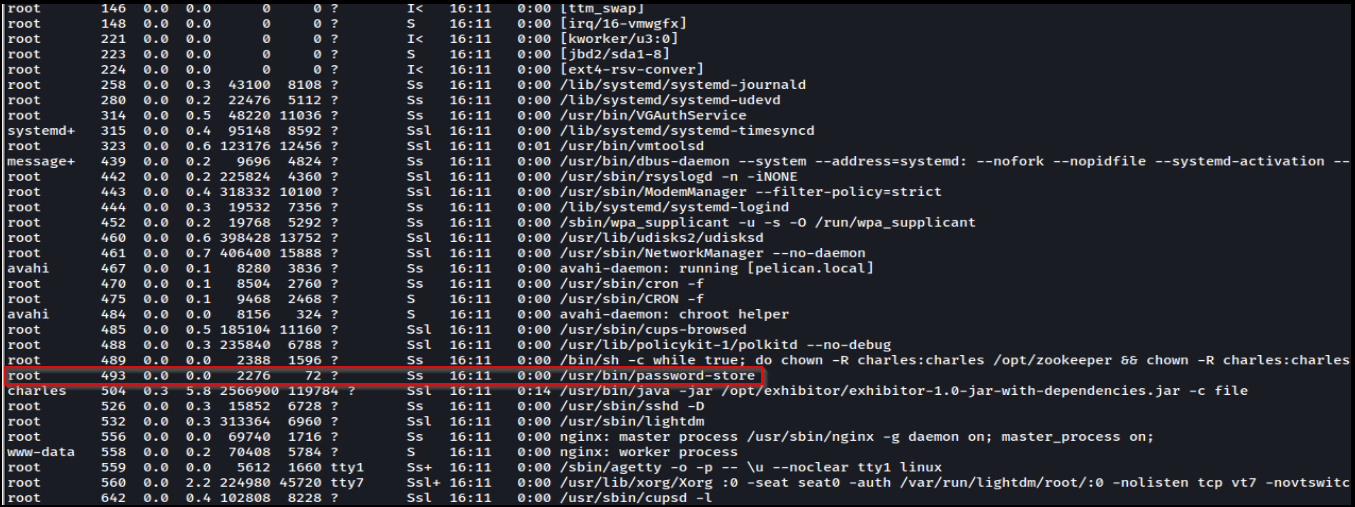 root 146 0.0 0.0 0 0 ? I< 16:11 0:00 [ttm_swap]
root 148 0.0 0.0 0 0 ? S 16:11 0:00 [irq/16-vmwgfx]
root 221 0.0 0.0 0 0 ? I< 16:11 0:00 [kworker/u3:0]
root 223 0.0 0.0 0 0 ? S 16:11 0:00 [jbd2/sda1-8]
root 224 0.0 0.0 0 0 ? I< 16:11 0:00 [ext4-rsv-conver]
root 258 0.0 0.3 43100 8108 ? Ss 16:11 0:00 /lib/systemd/systemd-journald
root 280 0.0 0.2 22476 5112 ? Ss 16:11 0:00 /lib/systemd/systemd-udevd
root 314 0.0 0.5 48220 11036 ? Ss 16:11 0:00 /usr/bin/VGAuthService
systemd+ 315 0.0 0.4 95148 8592 ? Ssl 16:11 0:00 /lib/systemd/systemd-timesyncd
root 323 0.0 0.6 123176 12456 ? Ssl 16:11 0:01 /usr/bin/vmtoolsd
message+ 439 0.0 0.2 9696 4824 ? Ss 16:11 0:00 /usr/bin/dbus-daemon --system --address=systemd: --nofork --nopidfile --systemd-activation --
root 442 0.0 0.2 225824 4360 ? Ssl 16:11 0:00 /usr/sbin/rsyslogd -n -iNONE
root 443 0.0 0.4 318332 10100 ? Ssl 16:11 0:00 /usr/sbin/ModemManager --filter-policy=strict
root 444 0.0 0.3 19532 7356 ? Ss 16:11 0:00 /lib/systemd/systemd-logind
root 452 0.0 0.2 19768 5292 ? Ss 16:11 0:00 /sbin/wpa_supplicant -u -s -O /run/wpa_supplicant
root 460 0.0 0.6 398428 13752 ? Ssl 16:11 0:00 /usr/lib/udisks2/udisksd
root 461 0.0 0.7 406400 15888 ? Ssl 16:11 0:00 /usr/sbin/NetworkManager --no-daemon
avahi 467 0.0 0.1 8280 3836 ? Ss 16:11 0:00 avahi-daemon: running [pelican.local]
root 470 0.0 0.1 8504 2760 ? Ss 16:11 0:00 /usr/sbin/cron -f
root 475 0.0 0.1 9468 2468 ? S 16:11 0:00 /usr/sbin/CRON -f
avahi 484 0.0 0.0 8156 324 ? S 16:11 0:00 avahi-daemon: chroot helper
root 485 0.0 0.5 185104 11160 ? Ssl 16:11 0:00 /usr/sbin/cups-browsed
root 488 0.0 0.3 235840 6788 ? Ssl 16:11 0:00 /usr/lib/policykit-1/polkitd --no-debug
root 489 0.0 0.0 2388 1596 ? Ss 16:11 0:00 /bin/sh -c while true; do chown -R charles:charles /opt/zookeeper && chown -R charles:charles
root 493 0.0 0.0 2276 72 ? Ss 16:11 0:00 /usr/bin/password-store
charles 504 0.3 5.8 2566900 119784 ? Ssl 16:11 0:14 /usr/bin/java -jar /opt/exhibitor/exhibitor-1.0-jar-with-dependencies.jar -c file
root 526 0.0 0.3 15852 6728 ? Ss 16:11 0:00 /usr/sbin/sshd -D
root 532 0.0 0.3 313364 6960 ? Ssl 16:11 0:00 /usr/sbin/lightdm
root 556 0.0 0.0 69740 1716 ? Ss 16:11 0:00 nginx: master process /usr/sbin/nginx -g daemon on; master_process on;
www-data 558 0.0 0.2 70408 5784 ? S 16:11 0:00 nginx: worker process
root 559 0.0 0.0 5612 1660 tty1 Ss+ 16:11 0:00 /sbin/agetty -o -p -- \u --noclear tty1 linux
root 560 0.0 2.2 224980 45720 tty7 Ssl+ 16:11 0:00 /usr/lib/xorg/Xorg :0 -seat seat0 -auth /var/run/lightdm/root/:0 -nolisten tcp vt7 -novtswitc
root 642 0.0 0.4 102808 8228 ? Ssl 16:11 0:00 /usr/sbin/cupsd -l